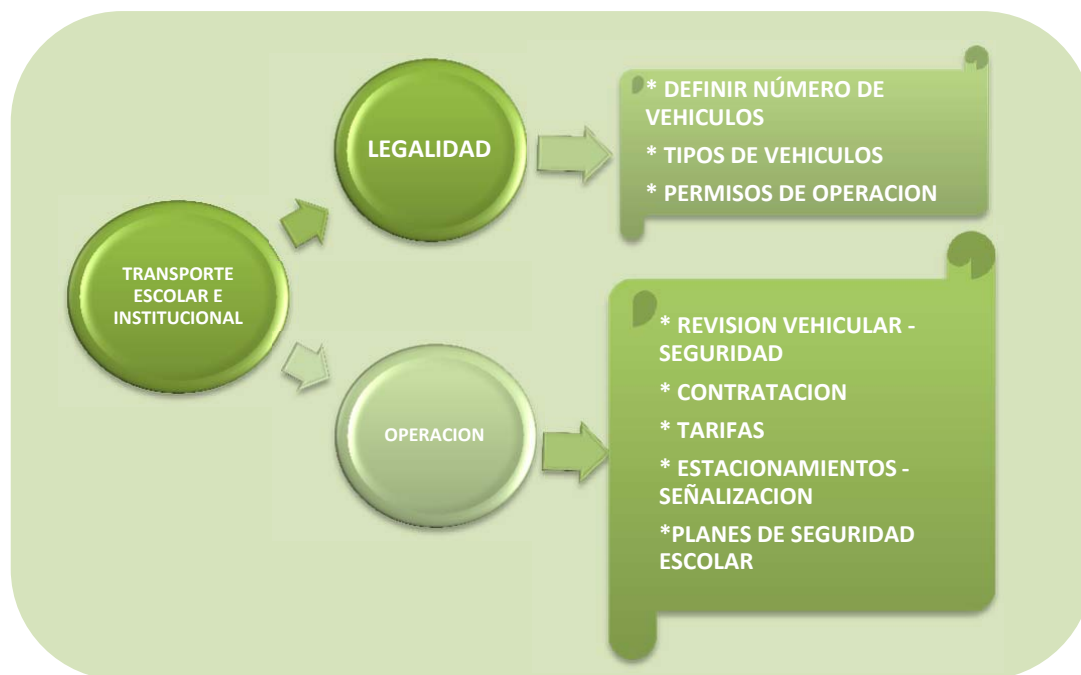 LEGALIDAD
* DEFINIR NÚMERO DE
VEHICULOS
* TIPOS DE VEHICULOS
* PERMISOS DE OPERACION
TRANSPORTE
ESCOLAR E
INSTITUCIONAL
OPERACION
* REVISION VEHICULAR -
SEGURIDAD
* CONTRATACION
* TARIFAS
* ESTACIONAMIENTOS -
SEÑALIZACION
*PLANES DE SEGURIDAD
ESCOLAR